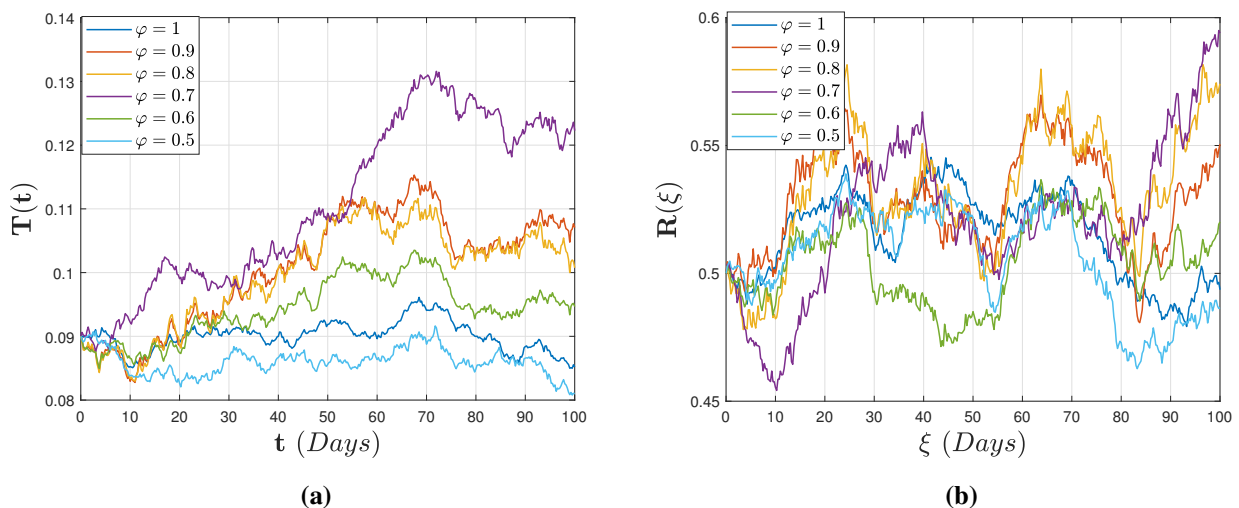 0.14
0.13
0.12
0.11
0.1
0.09
0.08
T(t)
φ = 1
φ = 0.9
φ = 0.8
φ = 0.7
φ = 0.6
φ = 0.5
0 10 20 30 40 50 60 70 80 90 100
t (Days)
(a)
0.6
0.55
0.5
0.45
R(ξ)
φ = 1
φ = 0.9
φ = 0.8
φ = 0.7
φ = 0.6
φ = 0.5
0 10 20 30 40 50 60 70 80 90 100
ξ (Days)
(b)